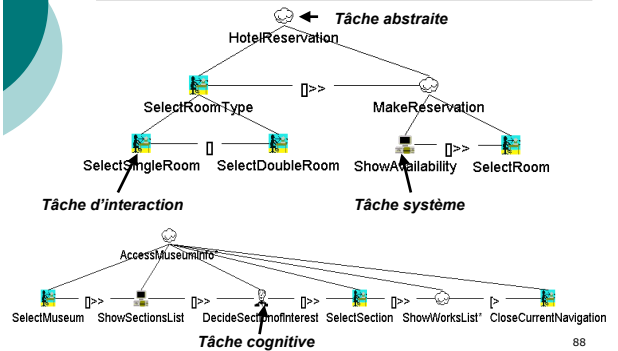 Tâche abstraite
HotelReservation
[]>>
SelectRoomType
MakeReservation
[]
[]>>
SelectSingleRoom
SelectDoubleRoom
ShowAvailability
SelectRoom
Tâche d'interaction
Tâche système
AccessMuseumInfo*
[]>>
[]>>
[]>>
[]>>
[>
SelectMuseum
ShowSectionsList
DecideSectionofInterest
SelectSection
ShowWorksList*
CloseCurrentNavigation
Tâche cognitive
88